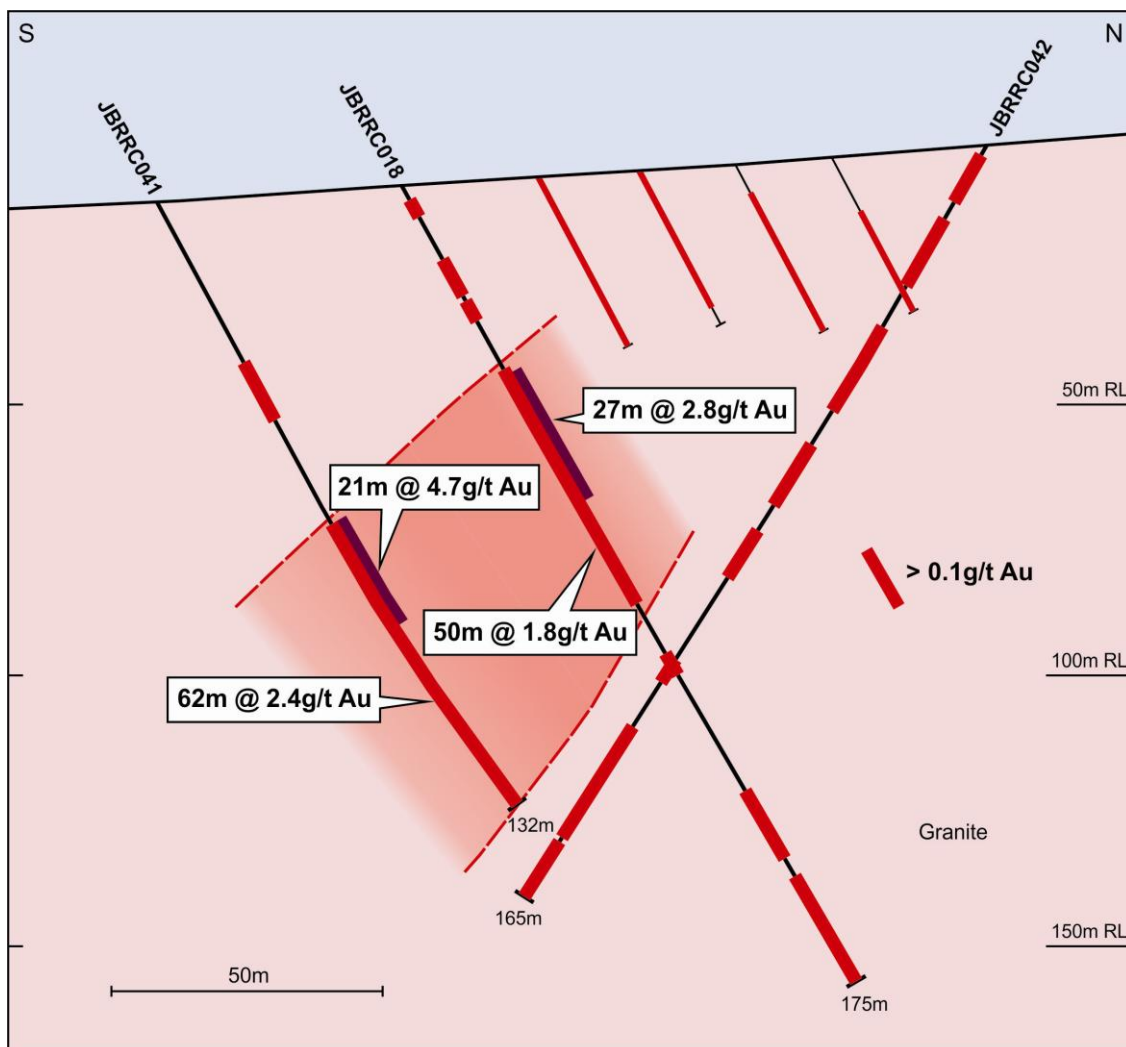 S
N
JBRRC041
JBRRC018
JBRRC042
50m RL
27m @ 2.8g/t Au
21m @ 4.7g/t Au
> 0.1g/t Au
50m @ 1.8g/t Au
100m RL
62m @ 2.4g/t Au
132m
Granite
165m
150m RL
50m
175m